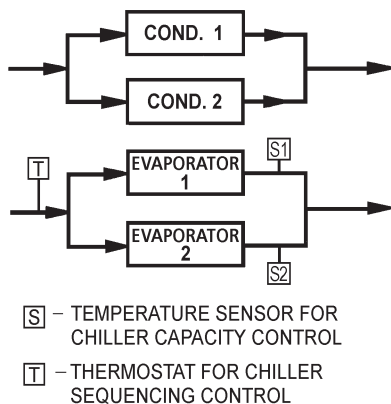 COND. 1
COND. 2
T
S1
EVAPORATOR
1
EVAPORATOR
2
S2
S – TEMPERATURE SENSOR FOR
CHILLER CAPACITY CONTROL
T – THERMOSTAT FOR CHILLER
SEQUENCING CONTROL